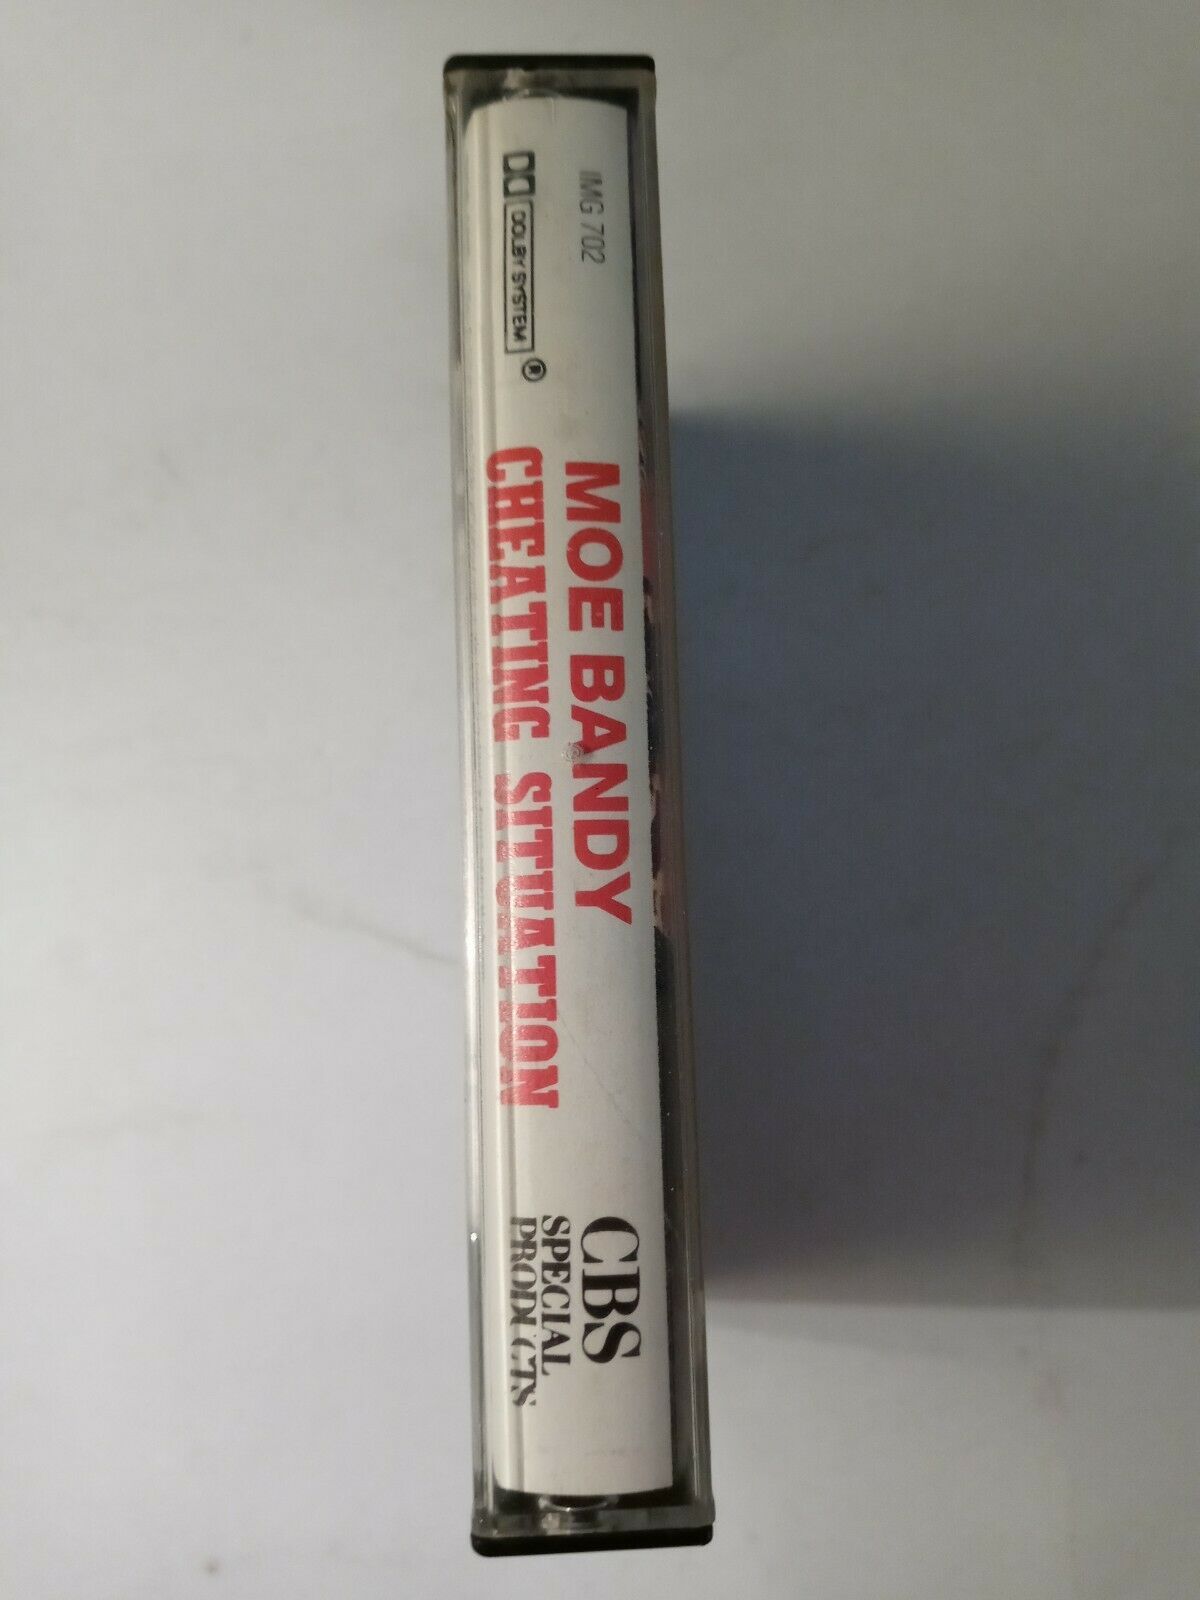 IMG 702
DOLBY SYSTEM ®
MOE BANDY
CHEATING SITUATION
CBS
SPECIAL
PRODUCTS